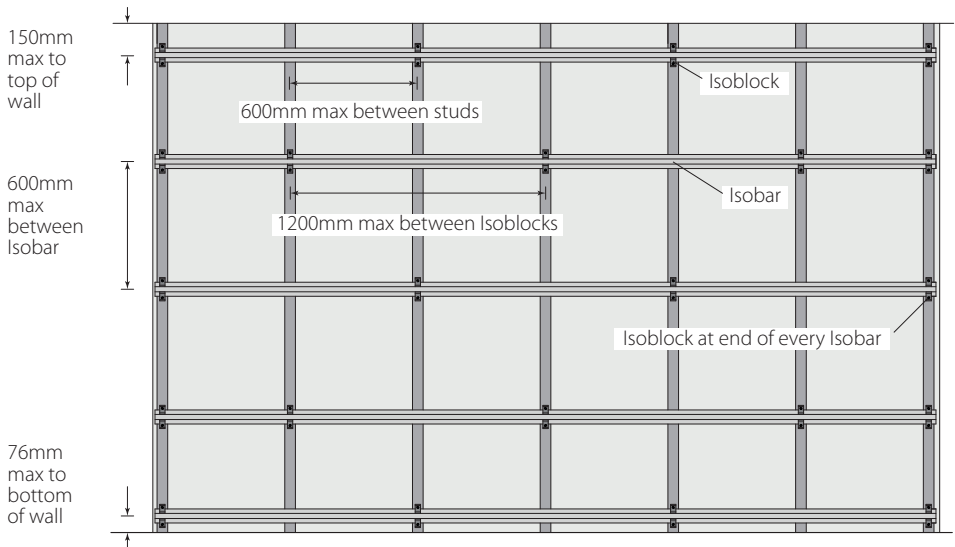 150mm
max to
top of
wall
Isoblock
600mm max between studs
600mm
max
between
Isobar
Isobar
1200mm max between Isoblocks
Isoblock at end of every Isobar
76mm
max to
bottom
of wall